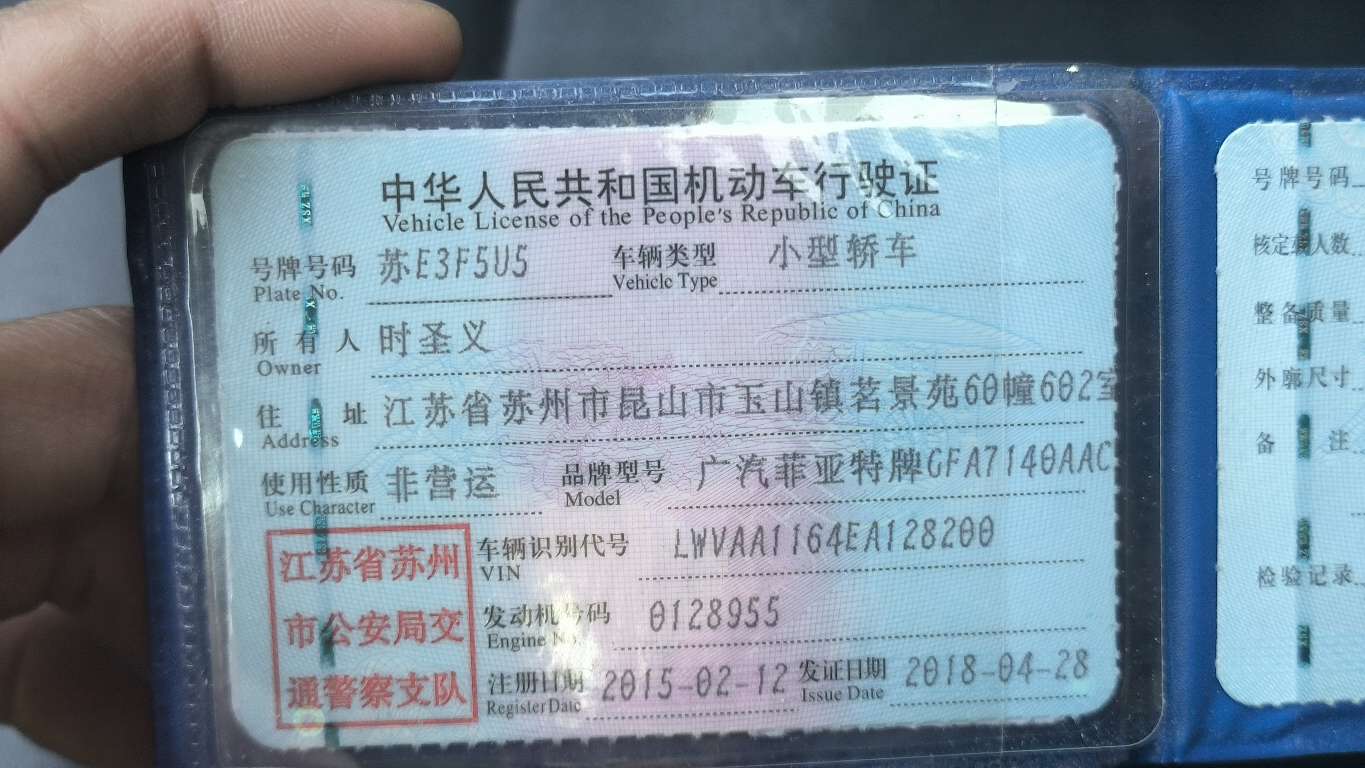 中华人民共和国机动车行驶证
Vehicle License of the People's Republic of China
号牌号码 苏E3F5U5 车辆类型 小型轿车
Plate No. Vehicle Type
所有人 时圣义
Owner
住址 江苏省苏州市昆山市玉山镇茗景苑60幢602室
Address
使用性质 非营运 品牌型号 广汽菲亚特牌GFA7140AAC
Use Character Model
江苏省苏州
市公安局交
通警察支队
车辆识别代号 LWVAA1164EA128200
VIN
发动机号码 0128955
Engine No.
注册日期 2015-02-12 发证日期 2018-04-28
Register Date Issue Date
号牌号码
核定载人数
整备质量
外廓尺寸
备注
检验记录